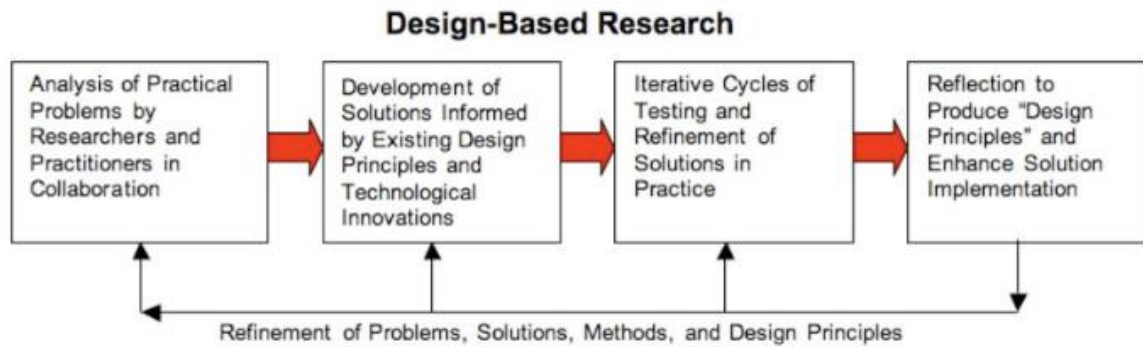 Design-Based Research
Analysis of Practical
Problems by
Researchers and
Practitioners in
Collaboration
Development of
Solutions Informed
by Existing Design
Principles and
Technological
Innovations
Iterative Cycles of
Testing and
Refinement of
Solutions in
Practice
Reflection to
Produce "Design
Principles" and
Enhance Solution
Implementation
Refinement of Problems, Solutions, Methods, and Design Principles